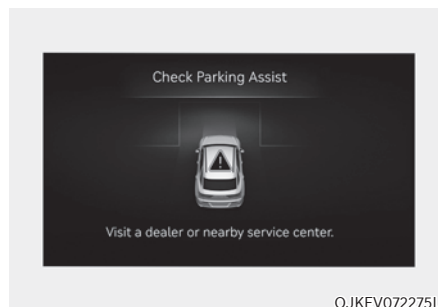 Check Parking Assist
Visit a dealer or nearby service center.
OJKEV072275L